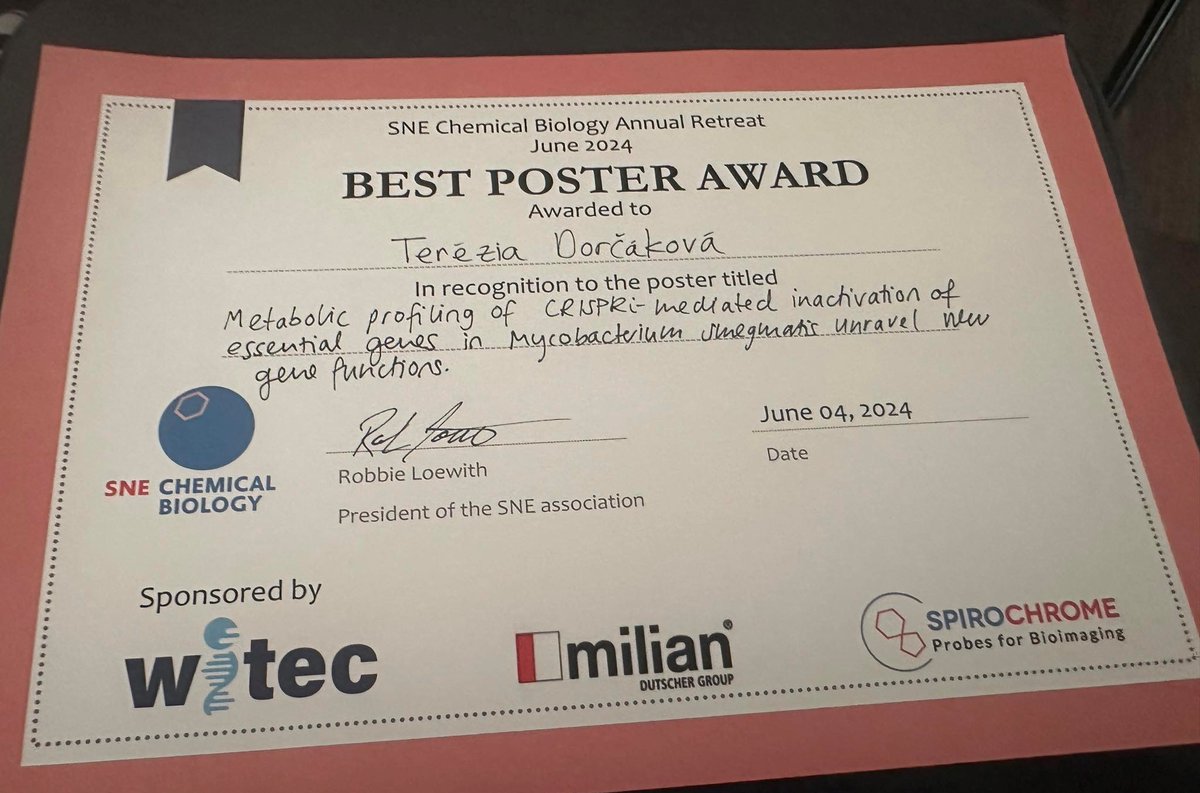 SNE Chemical Biology Annual Retreat
June 2024
BEST POSTER AWARD
Awarded to
Terézia Dorčáková
In recognition to the poster titled
Metabolic profiling of CRISPRi-mediated inactivation of
essential genes in Mycobacterium smegmatis unravel new
gene functions.
SNE CHEMICAL
BIOLOGY
Robbie Loewith
President of the SNE association
June 04, 2024
Date
Sponsored by
witec
milian®
DUTSCHER GROUP
SPIROCHROME
Probes for Bioimaging